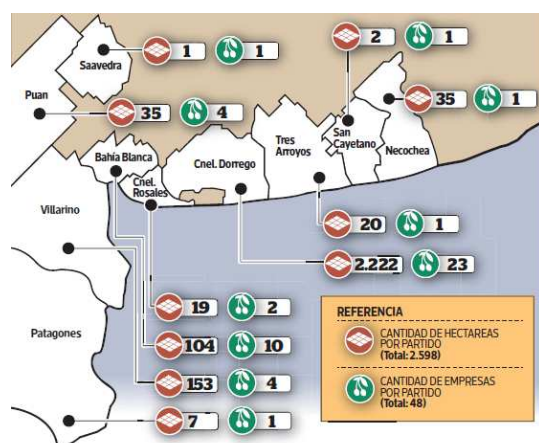 Saavedra
1 1
2 1
Puan
35 4
35 1
Bahía Blanca
Cnel.
Rosales
Cnel. Dorrego
Tres
Arroyos
San
Cayetano
Necochea
Villarino
20 1
2.222 23
Patagones
19 2
104 10
153 4
7 1
REFERENCIA
CANTIDAD DE HECTAREAS
POR PARTIDO
(Total: 2.598)
CANTIDAD DE EMPRESAS
POR PARTIDO
(Total: 48)